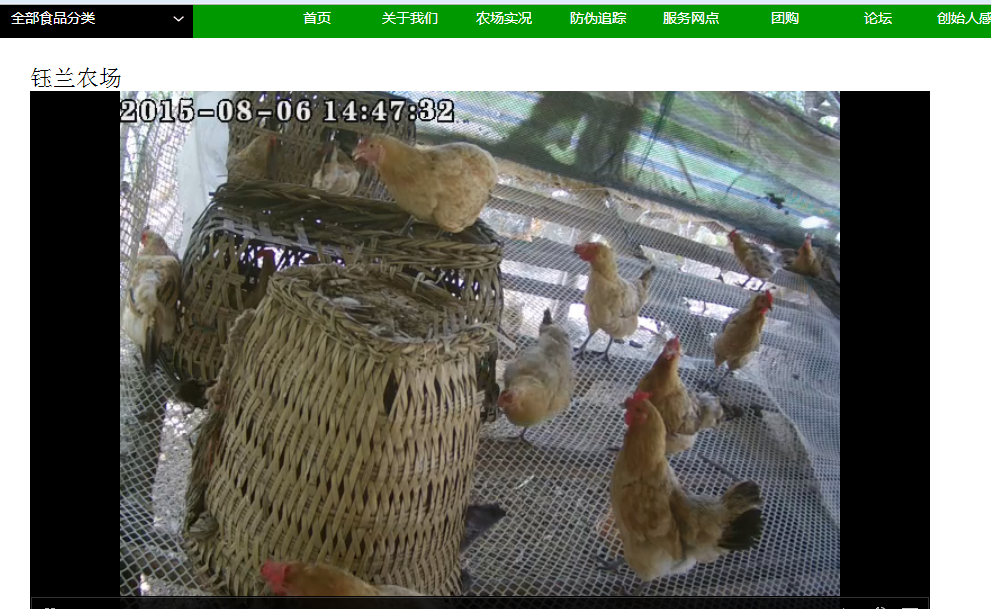 全部食品分类 首页 关于我们 农场实况 防伪追踪 服务网点 团购 论坛 创始人感
钰兰农场
2015-08-06 14:47:32